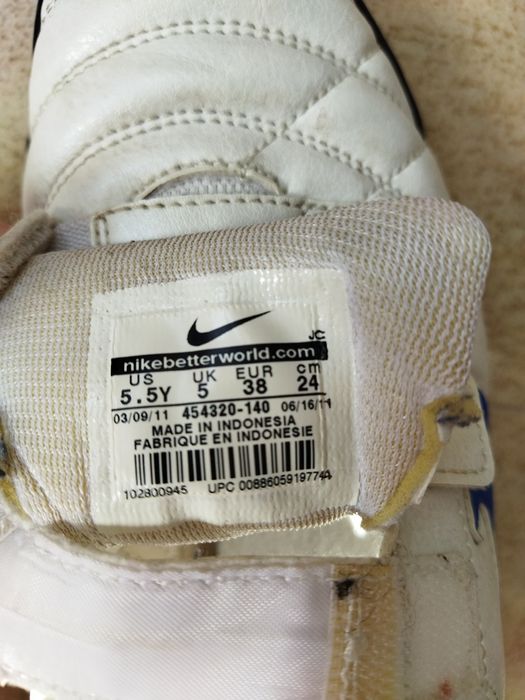 JC
nikebetterworld.com
US UK EUR cm
5.5Y 5 38 24
03/09/11 454320-140 06/16/11
MADE IN INDONESIA
FABRIQUE EN INDONESIE
102800945 UPC 00886059197744